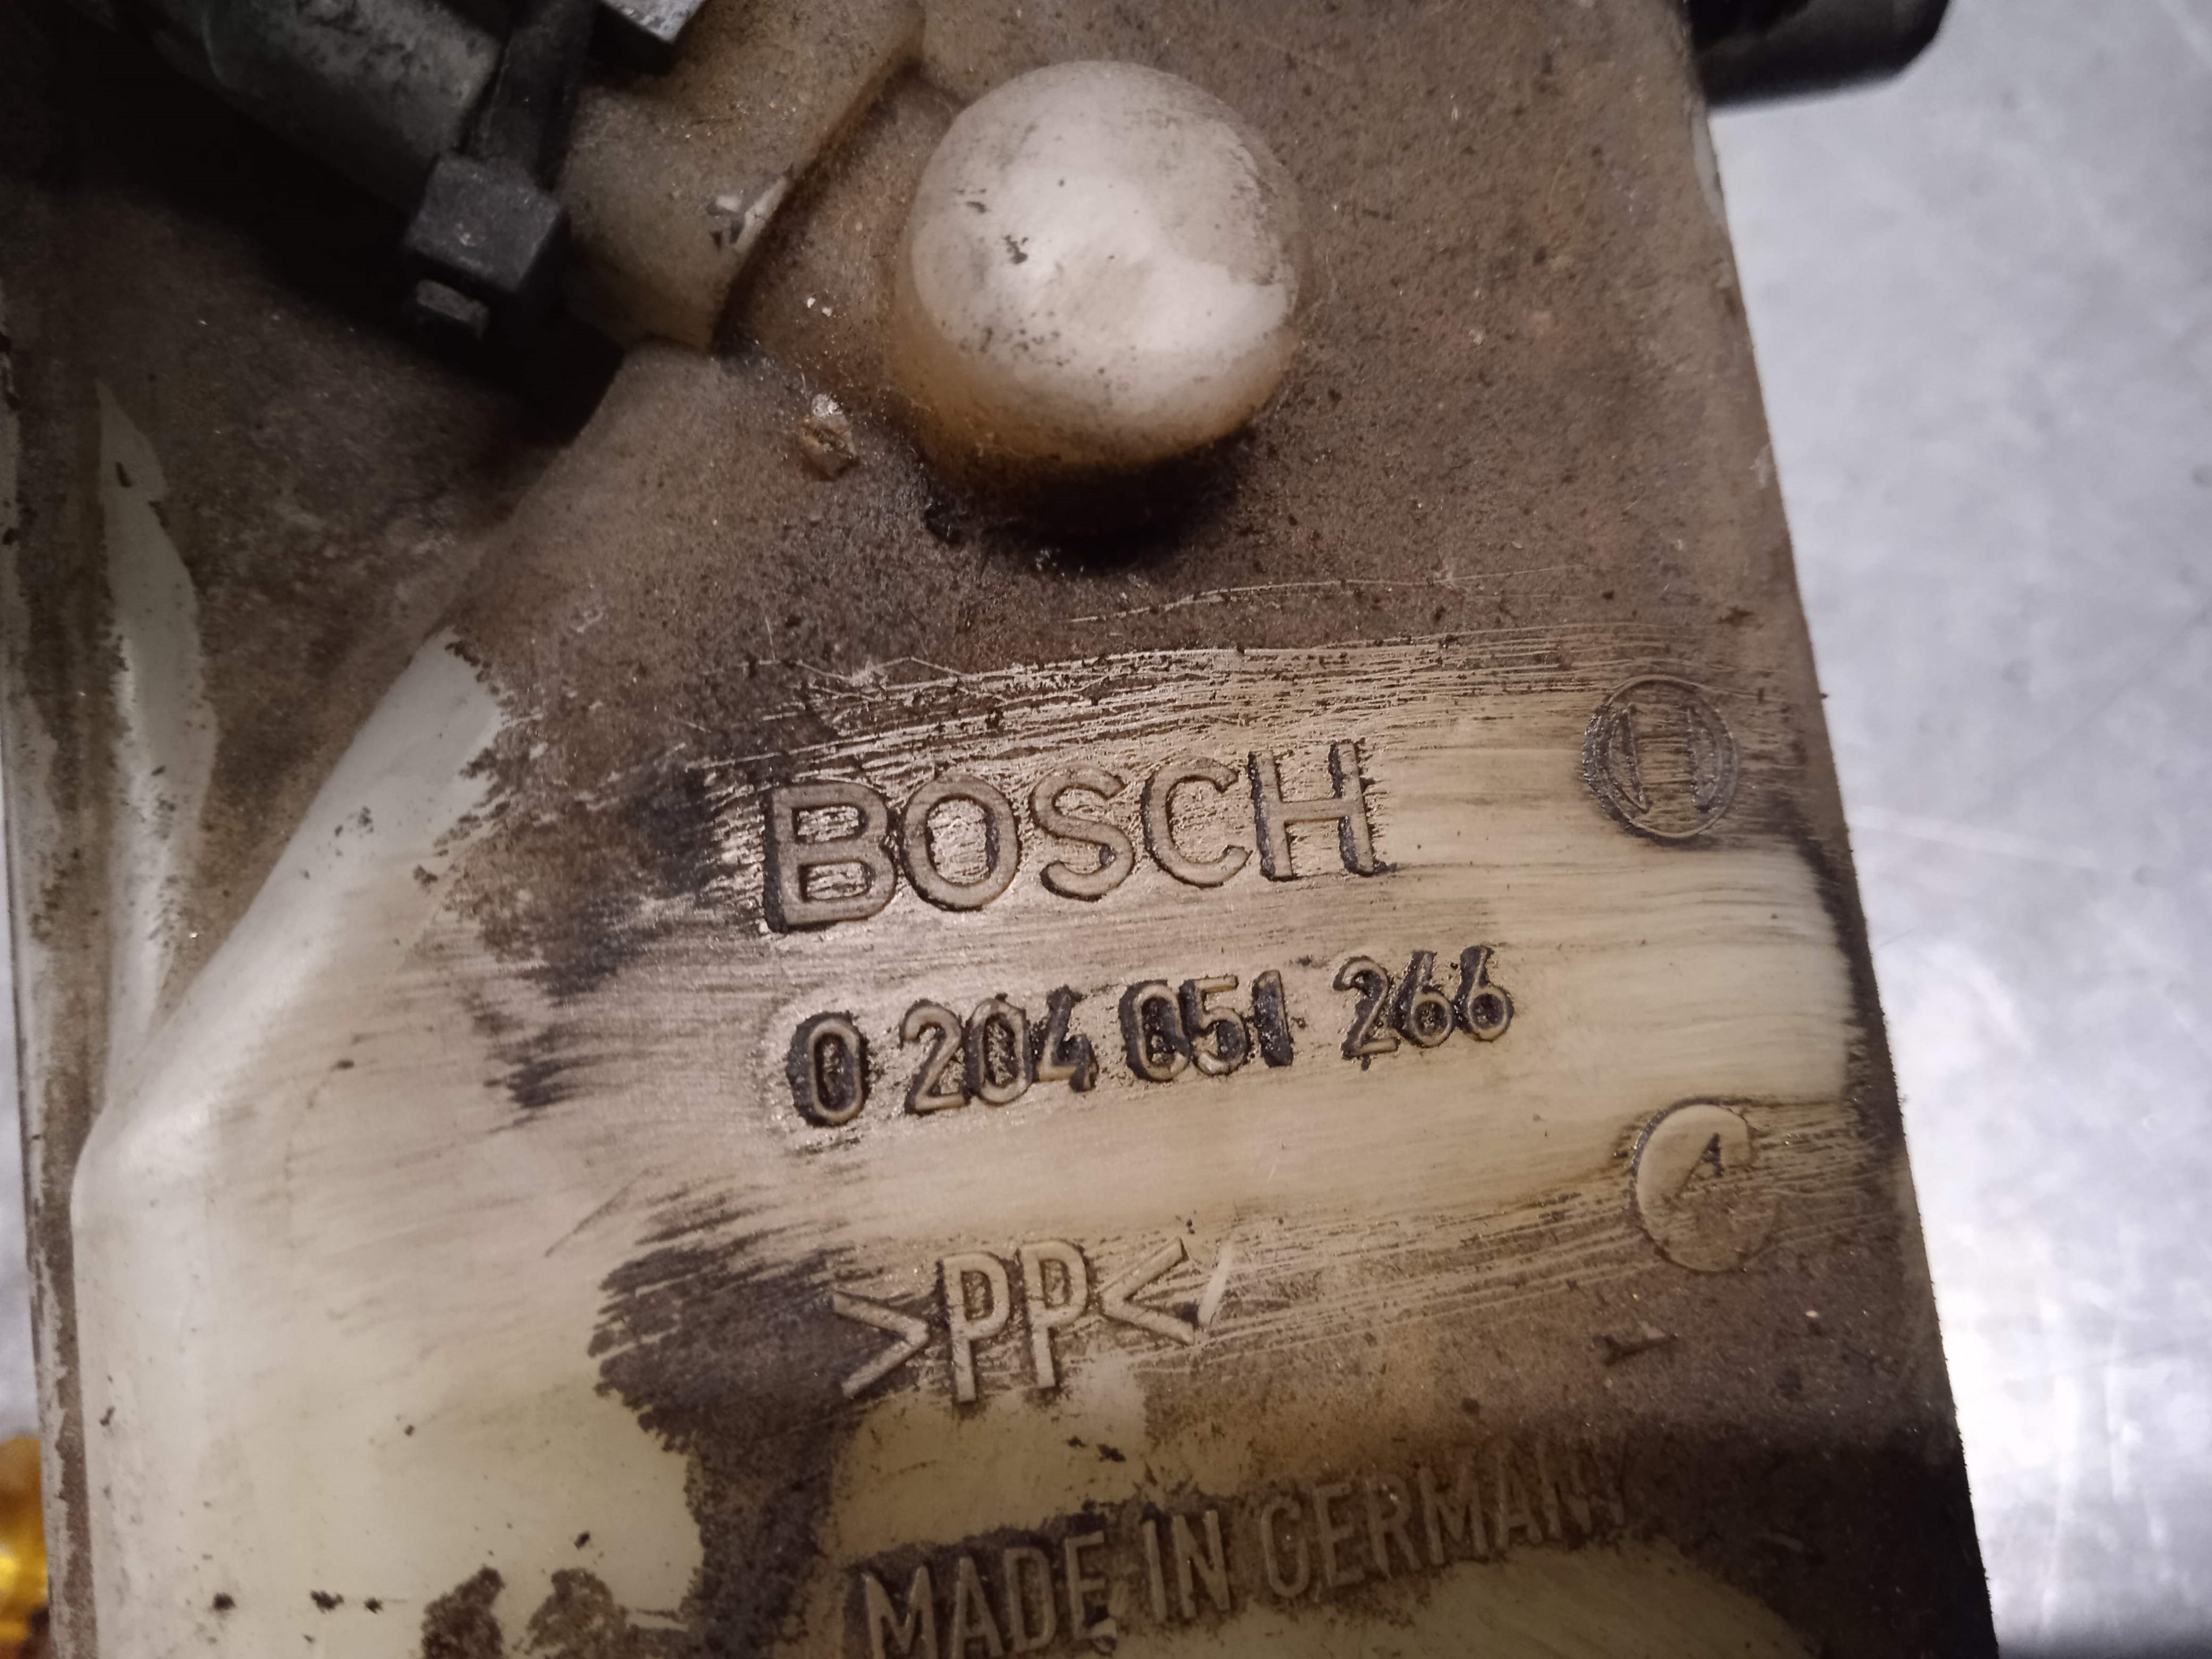 BOSCH
0 204 051 266
>PP<
MADE IN GERMANY